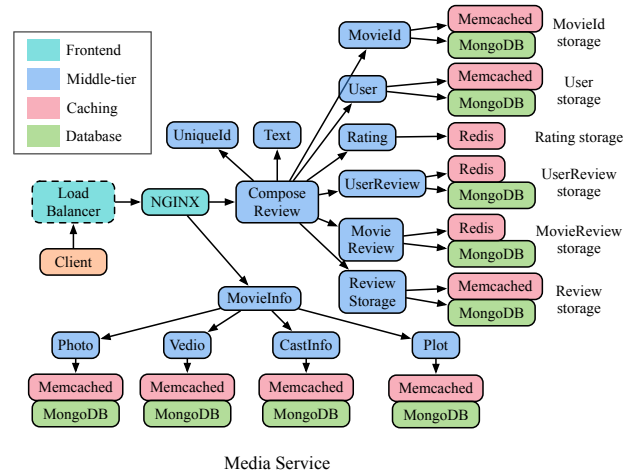 Frontend
Middle-tier
Caching
Database
MovieId
Memcached
MongoDB
MovieId
storage
User
Memcached
MongoDB
User
storage
UniqueId
Text
Rating
Redis
Rating storage
Load
Balancer
NGINX
Compose
Review
UserReview
Redis
MongoDB
UserReview
storage
Client
Movie
Review
Redis
MongoDB
MovieReview
storage
Review
Storage
Memcached
MongoDB
Review
storage
MovieInfo
Photo
Vedio
CastInfo
Plot
Memcached
MongoDB
Memcached
MongoDB
Memcached
MongoDB
Memcached
MongoDB
Media Service